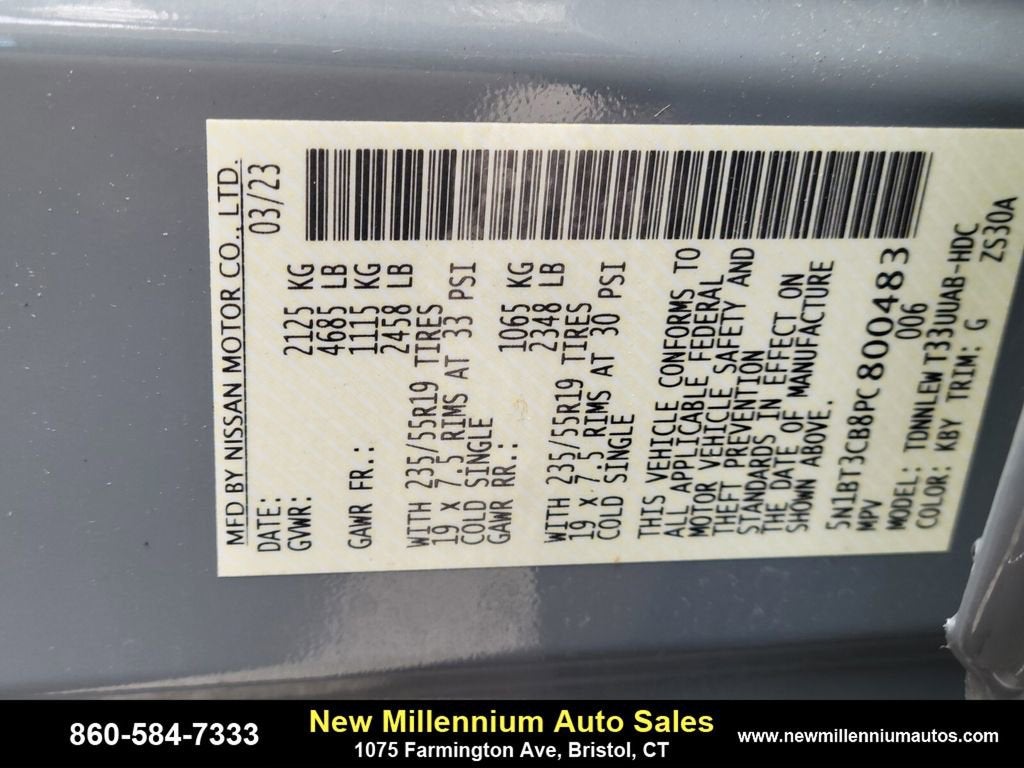 MFD BY NISSAN MOTOR CO., LTD.
DATE: 03/23
GVWR: 2125 KG
4685 LB
GAWR FR.: 1115 KG
2458 LB
WITH 235/55R19 TIRES
19 X 7.5 RIMS AT 33 PSI
COLD SINGLE
GAWR RR.: 1065 KG
2348 LB
WITH 235/55R19 TIRES
19 X 7.5 RIMS AT 30 PSI
COLD SINGLE
THIS VEHICLE CONFORMS TO
ALL APPLICABLE FEDERAL
MOTOR VEHICLE SAFETY AND
THEFT PREVENTION
STANDARDS IN EFFECT ON
THE DATE OF MANUFACTURE
SHOWN ABOVE.
5N1BT3CB8PC800483
MPV 006
MODEL: TDNNLEW T33UUAB-HDC
COLOR: KBY TRIM: G ZS30A
860-584-7333
New Millennium Auto Sales
1075 Farmington Ave, Bristol, CT
www.newmillenniumautos.com